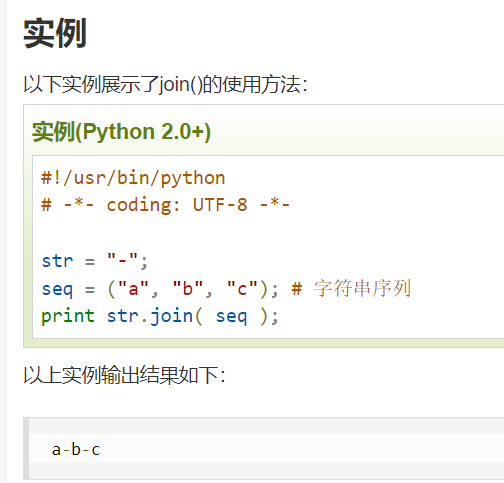 实例
以下实例展示了join()的使用方法：
实例(Python 2.0+)
#!/usr/bin/python
# -*- coding: UTF-8 -*-
str = "-";
seq = ("a", "b", "c"); # 字符串序列
print str.join( seq );
以上实例输出结果如下：
a-b-c